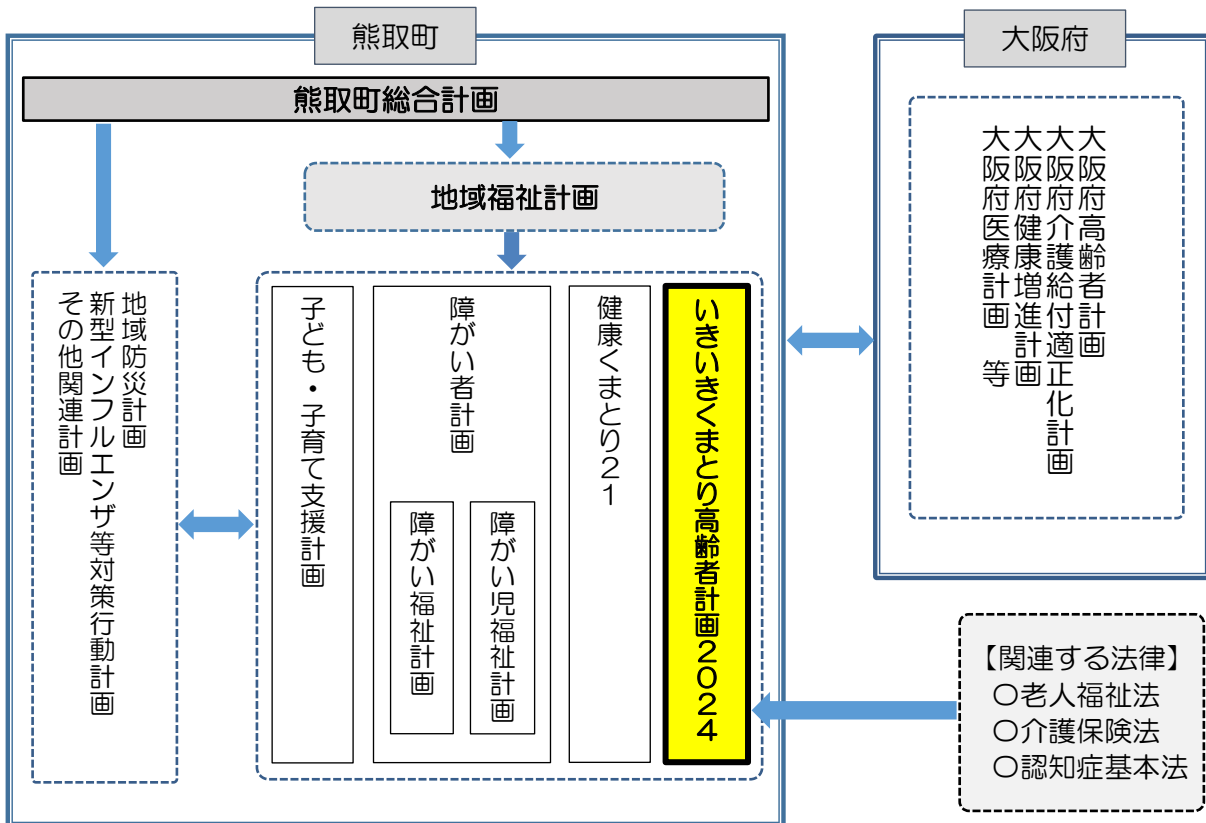 熊取町
熊取町総合計画
地域福祉計画
地域防災計画
新型インフルエンザ等対策行動計画
その他関連計画
子ども・子育て支援計画
障がい者計画
障がい福祉計画
障がい児福祉計画
健康くまとり２１
いきいきくまとり高齢者計画２０２４
大阪府
大阪府高齢者計画
大阪府介護給付適正化計画
大阪府健康増進計画
大阪府医療計画　等
【関連する法律】
〇老人福祉法
〇介護保険法
〇認知症基本法